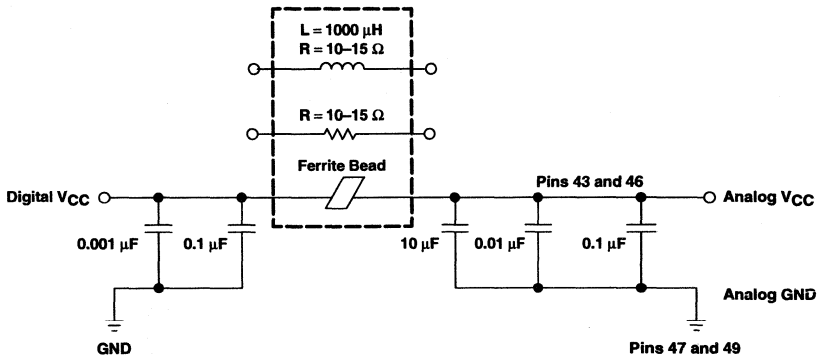 L = 1000 µH
R = 10–15 Ω
R = 10–15 Ω
Ferrite Bead
Digital VCC
Pins 43 and 46
Analog VCC
0.001 µF
0.1 µF
10 µF
0.01 µF
0.1 µF
Analog GND
GND
Pins 47 and 49